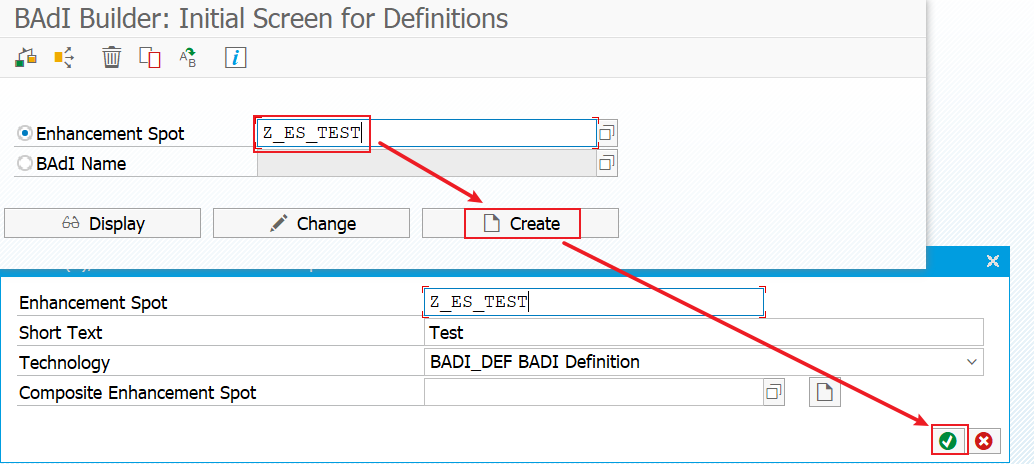 BAdI Builder: Initial Screen for Definitions
Enhancement Spot Z_ES_TEST
BAdI Name
Display Change Create
Enhancement Spot Z_ES_TEST
Short Text Test
Technology BADI_DEF BADI Definition
Composite Enhancement Spot